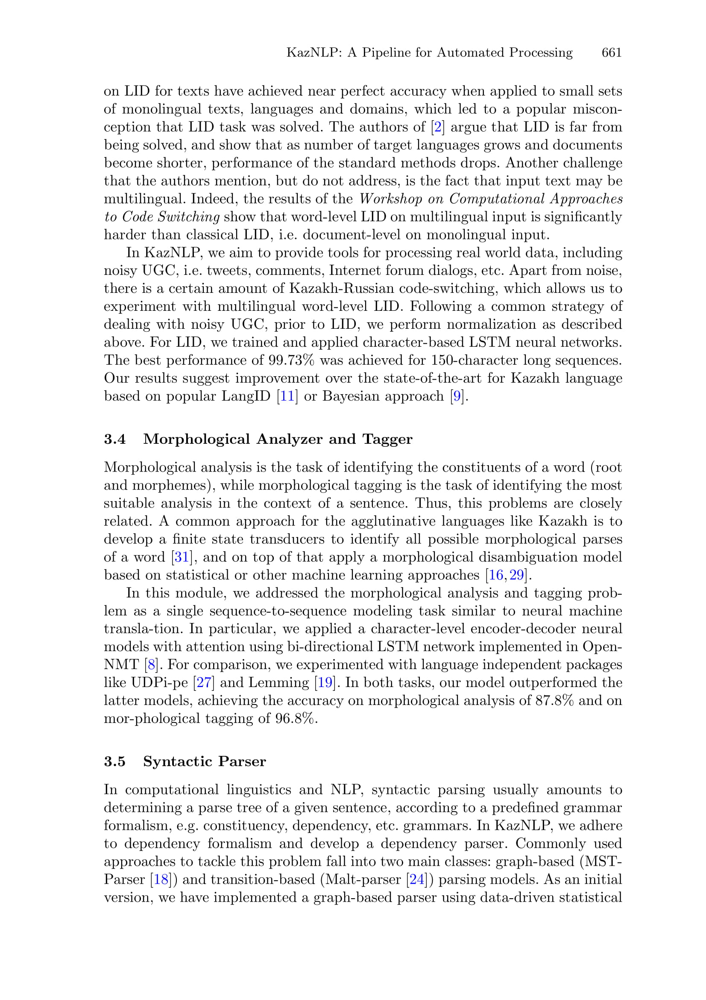 KazNLP: A Pipeline for Automated Processing 661
on LID for texts have achieved near perfect accuracy when applied to small sets
of monolingual texts, languages and domains, which led to a popular miscon-
ception that LID task was solved. The authors of [2] argue that LID is far from
being solved, and show that as number of target languages grows and documents
become shorter, performance of the standard methods drops. Another challenge
that the authors mention, but do not address, is the fact that input text may be
multilingual. Indeed, the results of the Workshop on Computational Approaches
to Code Switching show that word-level LID on multilingual input is significantly
harder than classical LID, i.e. document-level on monolingual input.
In KazNLP, we aim to provide tools for processing real world data, including
noisy UGC, i.e. tweets, comments, Internet forum dialogs, etc. Apart from noise,
there is a certain amount of Kazakh-Russian code-switching, which allows us to
experiment with multilingual word-level LID. Following a common strategy of
dealing with noisy UGC, prior to LID, we perform normalization as described
above. For LID, we trained and applied character-based LSTM neural networks.
The best performance of 99.73% was achieved for 150-character long sequences.
Our results suggest improvement over the state-of-the-art for Kazakh language
based on popular LangID [11] or Bayesian approach [9].
3.4 Morphological Analyzer and Tagger
Morphological analysis is the task of identifying the constituents of a word (root
and morphemes), while morphological tagging is the task of identifying the most
suitable analysis in the context of a sentence. Thus, this problems are closely
related. A common approach for the agglutinative languages like Kazakh is to
develop a finite state transducers to identify all possible morphological parses
of a word [31], and on top of that apply a morphological disambiguation model
based on statistical or other machine learning approaches [16,29].
In this module, we addressed the morphological analysis and tagging prob-
lem as a single sequence-to-sequence modeling task similar to neural machine
transla-tion. In particular, we applied a character-level encoder-decoder neural
models with attention using bi-directional LSTM network implemented in Open-
NMT [8]. For comparison, we experimented with language independent packages
like UDPi-pe [27] and Lemming [19]. In both tasks, our model outperformed the
latter models, achieving the accuracy on morphological analysis of 87.8% and on
mor-phological tagging of 96.8%.
3.5 Syntactic Parser
In computational linguistics and NLP, syntactic parsing usually amounts to
determining a parse tree of a given sentence, according to a predefined grammar
formalism, e.g. constituency, dependency, etc. grammars. In KazNLP, we adhere
to dependency formalism and develop a dependency parser. Commonly used
approaches to tackle this problem fall into two main classes: graph-based (MST-
Parser [18]) and transition-based (Malt-parser [24]) parsing models. As an initial
version, we have implemented a graph-based parser using data-driven statistical